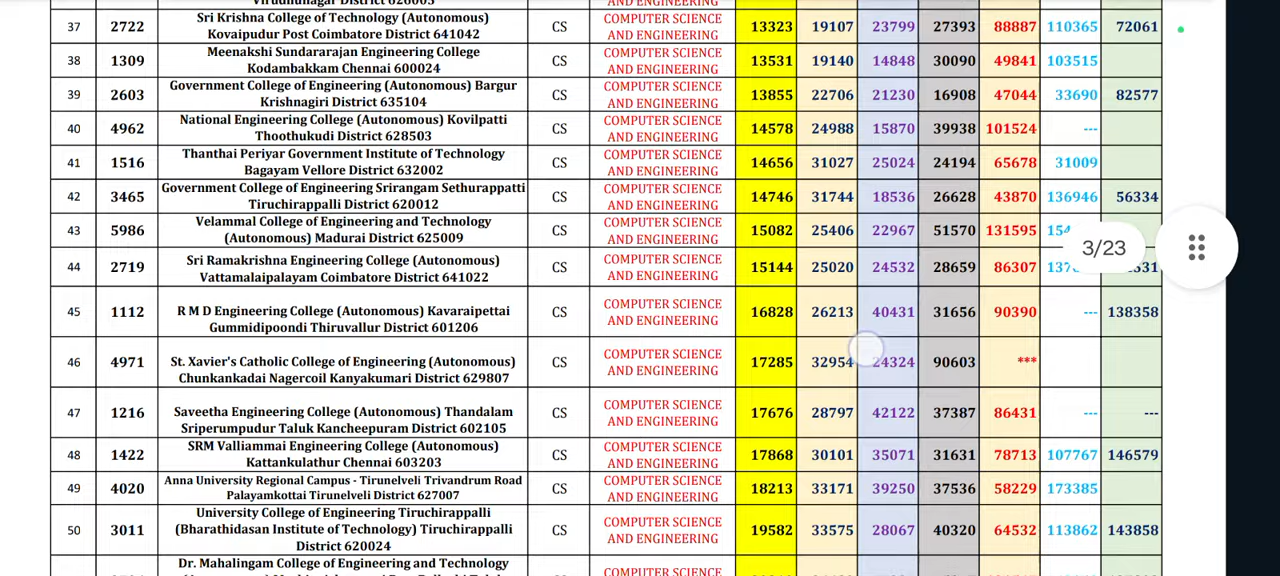 AND ENGINEERING
37 2722 Sri Krishna College of Technology (Autonomous) CS COMPUTER SCIENCE 13323 19107 23799 27393 88887 110365 72061
Kovaipudur Post Coimbatore District 641042 AND ENGINEERING
38 1309 Meenakshi Sundararajan Engineering College CS COMPUTER SCIENCE 13531 19140 14848 30090 49841 103515
Kodambakkam Chennai 600024 AND ENGINEERING
39 2603 Government College of Engineering (Autonomous) Bargur CS COMPUTER SCIENCE 13855 22706 21230 16908 47044 33690 82577
Krishnagiri District 635104 AND ENGINEERING
40 4962 National Engineering College (Autonomous) Kovilpatti CS COMPUTER SCIENCE 14578 24988 15870 39938 101524 ---
Thoothukudi District 628503 AND ENGINEERING
41 1516 Thanthai Periyar Government Institute of Technology CS COMPUTER SCIENCE 14656 31027 25024 24194 65678 31009
Bagayam Vellore District 632002 AND ENGINEERING
42 3465 Government College of Engineering Srirangam Sethurappatti CS COMPUTER SCIENCE 14746 31744 18536 26628 43870 136946 56334
Tiruchirappalli District 620012 AND ENGINEERING
43 5986 Velammal College of Engineering and Technology CS COMPUTER SCIENCE 15082 25406 22967 51570 131595
(Autonomous) Madurai District 625009 AND ENGINEERING
3/23
44 2719 Sri Ramakrishna Engineering College (Autonomous) CS COMPUTER SCIENCE 15144 25020 24532 28659 86307
Vattamalaipalayam Coimbatore District 641022 AND ENGINEERING
45 1112 R M D Engineering College (Autonomous) Kavaraipettai CS COMPUTER SCIENCE 16828 26213 40431 31656 90390 --- 138358
Gummidipoondi Thiruvallur District 601206 AND ENGINEERING
46 4971 St. Xavier's Catholic College of Engineering (Autonomous) CS COMPUTER SCIENCE 17285 32954 24324 90603 ***
Chunkankadai Nagercoil Kanyakumari District 629807 AND ENGINEERING
47 1216 Saveetha Engineering College (Autonomous) Thandalam CS COMPUTER SCIENCE 17676 28797 42122 37387 86431 --- ---
Sriperumpudur Taluk Kancheepuram District 602105 AND ENGINEERING
48 1422 SRM Valliammai Engineering College (Autonomous) CS COMPUTER SCIENCE 17868 30101 35071 31631 78713 107767 146579
Kattankulathur Chennai 603203 AND ENGINEERING
49 4020 Anna University Regional Campus - Tirunelveli Trivandrum Road CS COMPUTER SCIENCE 18213 33171 39250 37536 58229 173385
Palayamkottai Tirunelveli District 627007 AND ENGINEERING
50 3011 University College of Engineering Tiruchirappalli CS COMPUTER SCIENCE 19582 33575 28067 40320 64532 113862 143858
(Bharathidasan Institute of Technology) Tiruchirappalli AND ENGINEERING
District 620024
Dr. Mahalingam College of Engineering and Technology
COMPUTER SCIENCE